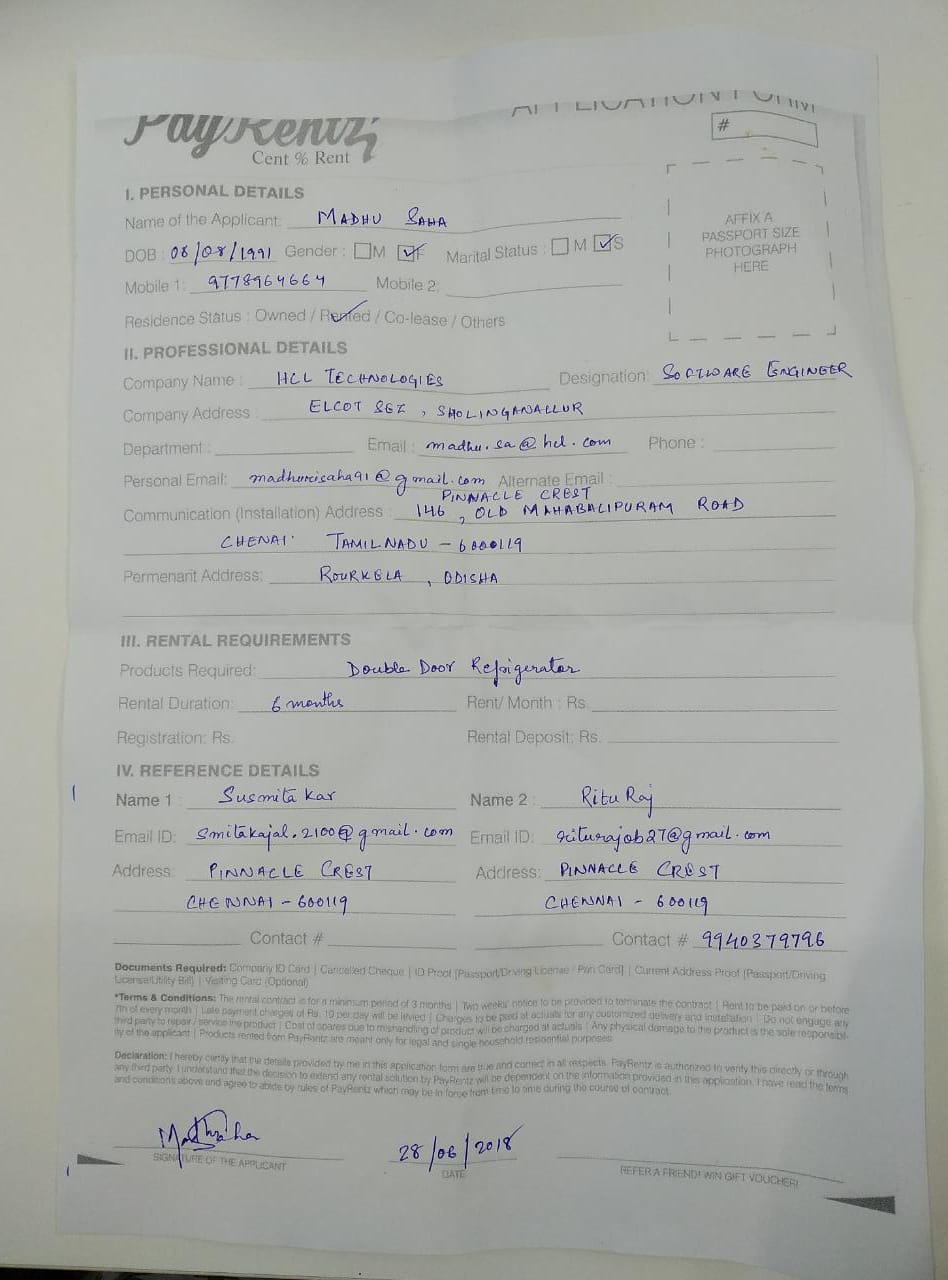 APPLICATION FORM
PayRentz
Cent % Rent
#
I. PERSONAL DETAILS
Name of the Applicant: MADHU SAHA
AFFIX A
PASSPORT SIZE
PHOTOGRAPH
HERE
DOB : 08/08/1991 Gender : M F Marital Status : M S
Mobile 1: 9778964664 Mobile 2:
Residence Status : Owned / Rented / Co-lease / Others
II. PROFESSIONAL DETAILS
Company Name : HCL TECHNOLOGIES Designation: SOFTWARE ENGINEER
Company Address : ELCOT SEZ , SHOLINGANALLUR
Department : Email : madhu.sa@hcl.com Phone :
Personal Email: madhurisaha91@gmail.com Alternate Email :
PINNACLE CREST
Communication (Installation) Address : 146 , OLD MAHABALIPURAM ROAD
CHENAI TAMILNADU - 6000119
Permenant Address: ROURKELA , ODISHA
III. RENTAL REQUIREMENTS
Products Required: Double Door Refrigerator
Rental Duration: 6 months Rent/ Month : Rs.
Registration: Rs. Rental Deposit: Rs.
IV. REFERENCE DETAILS
Name 1 : Susmita Kar Name 2 : Ritu Raj
Email ID: smitakajal.2100@gmail.com Email ID: riturajob27@gmail.com
Address: PINNACLE CREST Address: PINNACLE CREST
CHENNAI - 600119 CHENNAI - 600119
Contact # Contact # 9940379796
Documents Required: Company ID Card | Cancelled Cheque | ID Proof [Passport/Driving License / Pan Card] | Current Address Proof [Passport/Driving
License/Utility Bill) | Visiting Card (Optional)
*Terms & Conditions: The rental contract is for a minimum period of 3 months | Two weeks' notice to be provided to terminate the contract | Rent to be paid on or before
7th of every month | Late payment charges of Rs. 10 per day will be levied | Charges to be paid at actuals for any customized delivery and installation | Do not engage any
third party to repair / service the product | Cost of spares due to mishandling of product will be charged at actuals | Any physical damage to the product is the sole responsibil-
ity of the applicant | Products rented from PayRentz are meant only for legal and single household residential purposes
Declaration: I hereby certify that the details provided by me in this application form are true and correct in all respects. PayRentz is authorized to verify this directly or through
any third party. I understand that the decision to extend any rental solution by PayRentz will be dependent on the information provided in this application. I have read the terms
and conditions above and agree to abide by rules of PayRentz which may be in force from time to time during the course of contract.
28/06/2018
SIGNATURE OF THE APPLICANT DATE REFER A FRIEND! WIN GIFT VOUCHER!